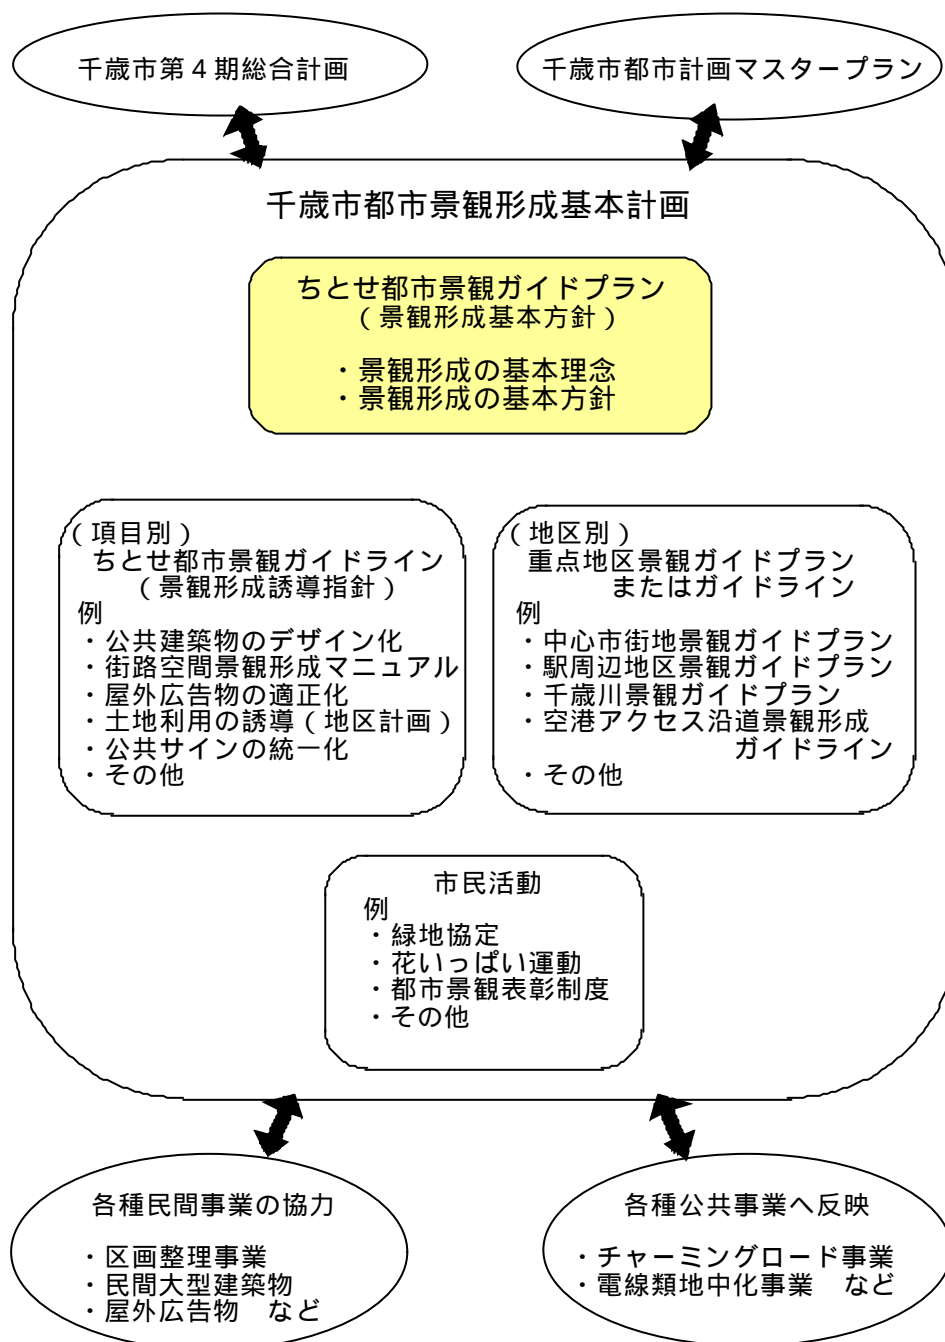 千歳市第４期総合計画
千歳市都市計画マスタープラン
千歳市都市景観形成基本計画
ちとせ都市景観ガイドプラン
（景観形成基本方針）
・景観形成の基本理念
・景観形成の基本方針
（項目別）
ちとせ都市景観ガイドライン
（景観形成誘導指針）
例
・公共建築物のデザイン化
・街路空間景観形成マニュアル
・屋外広告物の適正化
・土地利用の誘導（地区計画）
・公共サインの統一化
・その他
（地区別）
重点地区景観ガイドプラン
またはガイドライン
例
・中心市街地景観ガイドプラン
・駅周辺地区景観ガイドプラン
・千歳川景観ガイドプラン
・空港アクセス沿道景観形成
ガイドライン
・その他
市民活動
例
・緑地協定
・花いっぱい運動
・都市景観表彰制度
・その他
各種民間事業の協力
・区画整理事業
・民間大型建築物
・屋外広告物　など
各種公共事業へ反映
・チャーミングロード事業
・電線類地中化事業　など